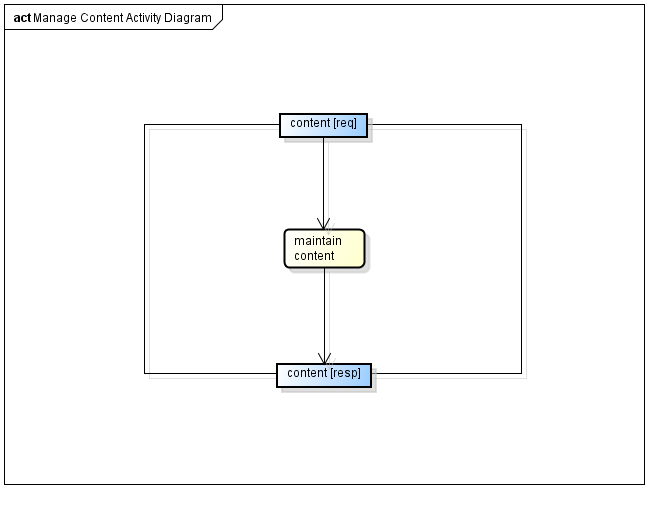 act Manage Content Activity Diagram
content [req]
maintain
content
content [resp]